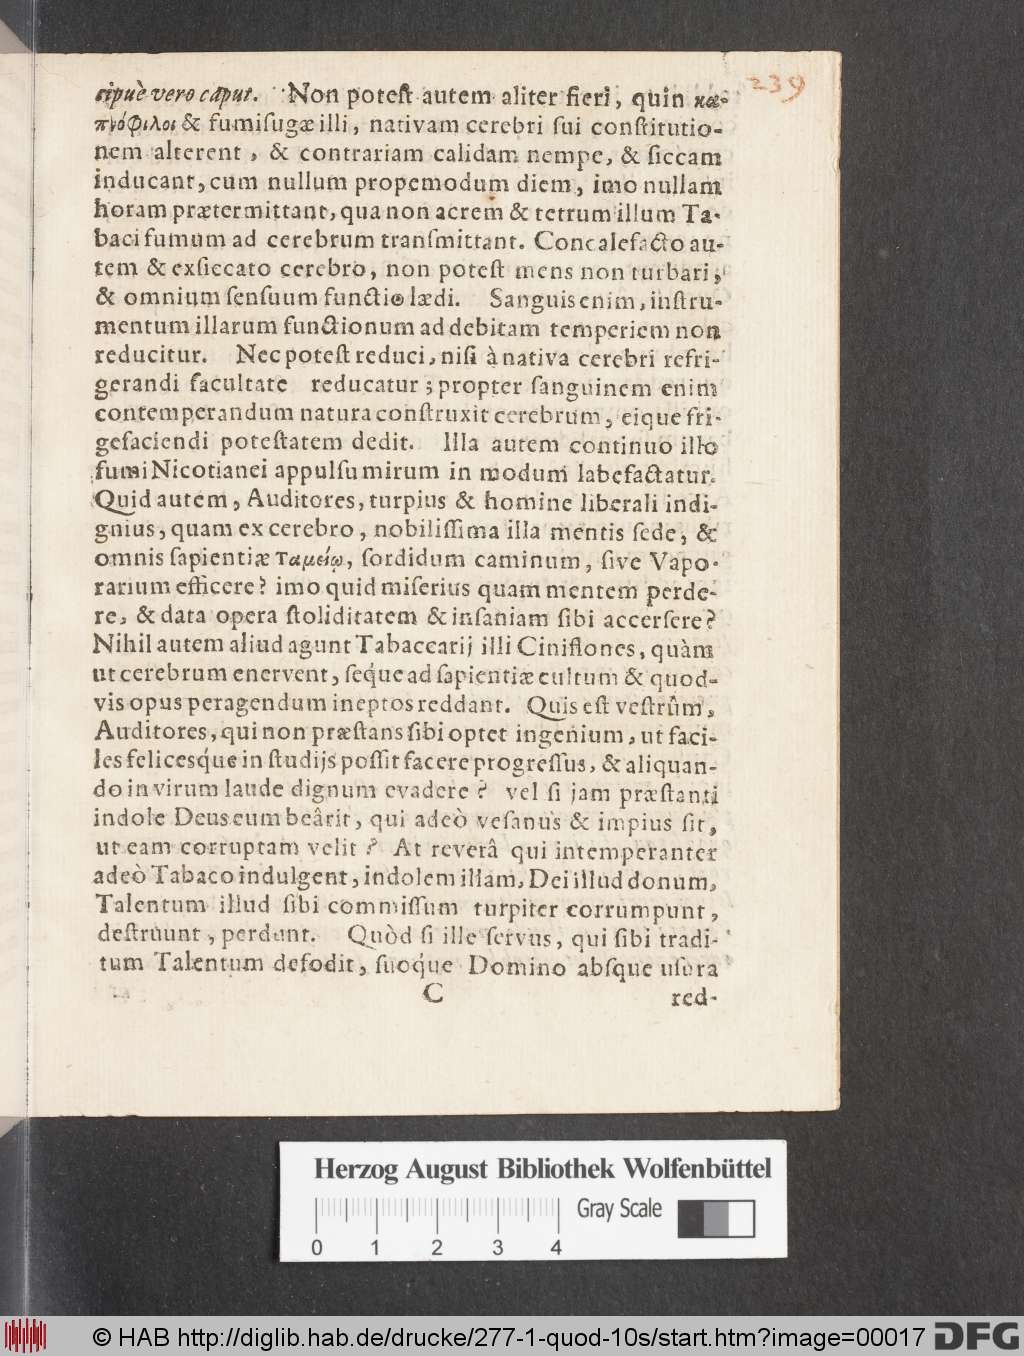 239
cipuè vero caput. Non poteſt autem aliter fieri, quin κα-
πνόφιλοι & fumiſugæ illi, nativam cerebri ſui conſtitutio-
nem alterent, & contrariam calidam nempe, & ſiccam
inducant, cum nullum propemodum diem, imo nullam
horam prætermittant, qua non acrem & tetrum illum Ta-
baci fumum ad cerebrum tranſmittant. Concalefacto au-
tem & exſiccato cerebro, non poteſt mens non turbari,
& omnium ſenſuum functio lædi. Sanguis enim, inſtru-
mentum illarum functionum ad debitam temperiem non
reducitur. Nec poteſt reduci, niſi à nativa cerebri refri-
gerandi facultate reducatur; propter ſanguinem enim
contemperandum natura conſtruxit cerebrum, eique fri-
gefaciendi poteſtatem dedit. Illa autem continuo illo
fumi Nicotianei appulſu mirum in modum labefactatur.
Quid autem, Auditores, turpius & homine liberali indi-
gnius, quam ex cerebro, nobiliſſima illa mentis ſede, &
omnis ſapientiæ ταμείῳ, ſordidum caminum, ſive Vapo-
rarium efficere? imo quid miſerius quam mentem perde-
re, & data opera ſtoliditatem & inſaniam ſibi accerſere?
Nihil autem aliud agunt Tabaccarij illi Ciniflones, quàm
ut cerebrum enervent, ſeq́ue ad ſapientiæ cultum & quod-
vis opus peragendum ineptos reddant. Quis eſt veſtrûm,
Auditores, qui non præſtans ſibi optet ingenium, ut faci-
les feliceſq́ue in ſtudijs poſſit facere progreſſus, & aliquan-
do in virum laude dignum evadere? vel ſi jam præſtanti
indole Deus eum beârit, qui adeò veſanus & impius ſit,
ut eam corruptam velit? At reverâ qui intemperanter
adeò Tabaco indulgent, indolem illam, Dei illud donum,
Talentum illud ſibi commiſſum turpiter corrumpunt,
deſtruunt, perdunt. Quòd ſi ille ſervus, qui ſibi tradi-
tum Talentum defodit, ſuoq́ue Domino abſque uſura
C red-
Herzog August Bibliothek Wolfenbüttel
Gray Scale
0 1 2 3 4
© HAB http://diglib.hab.de/drucke/277-1-quod-10s/start.htm?image=00017 DFG